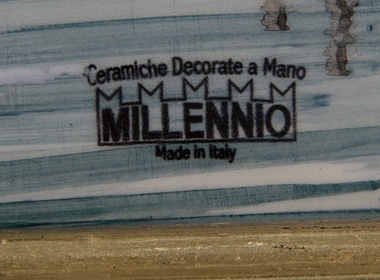 Ceramiche Decorate a Mano
MILLENNIO
Made in Italy